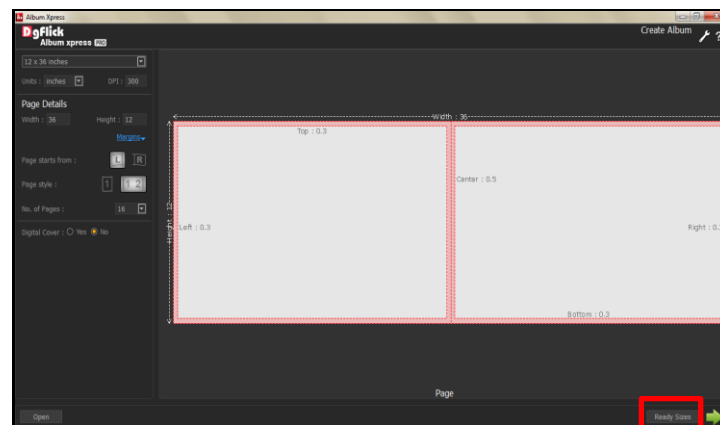 Album Xpress
DgFlick
Album xpress PRO
Create Album
?
12 x 36 inches
Units : inches
DPI : 300
Page Details
Width : 36
Height : 12
Margins
Page starts from :
L
R
Page style :
1
1 2
No. of Pages :
16
Digital Cover :
Yes
No
Width : 36
Top : 0.3
Center : 0.5
Height : 12
Left : 0.3
Right : 0.
Bottom : 0.3
Page
Open
Ready Sizes